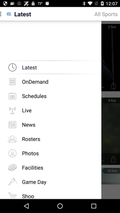 12:07
Latest
All Sports
Latest
OnDemand
Schedules
Live
News
Rosters
Photos
Facilities
Game Day
Shop